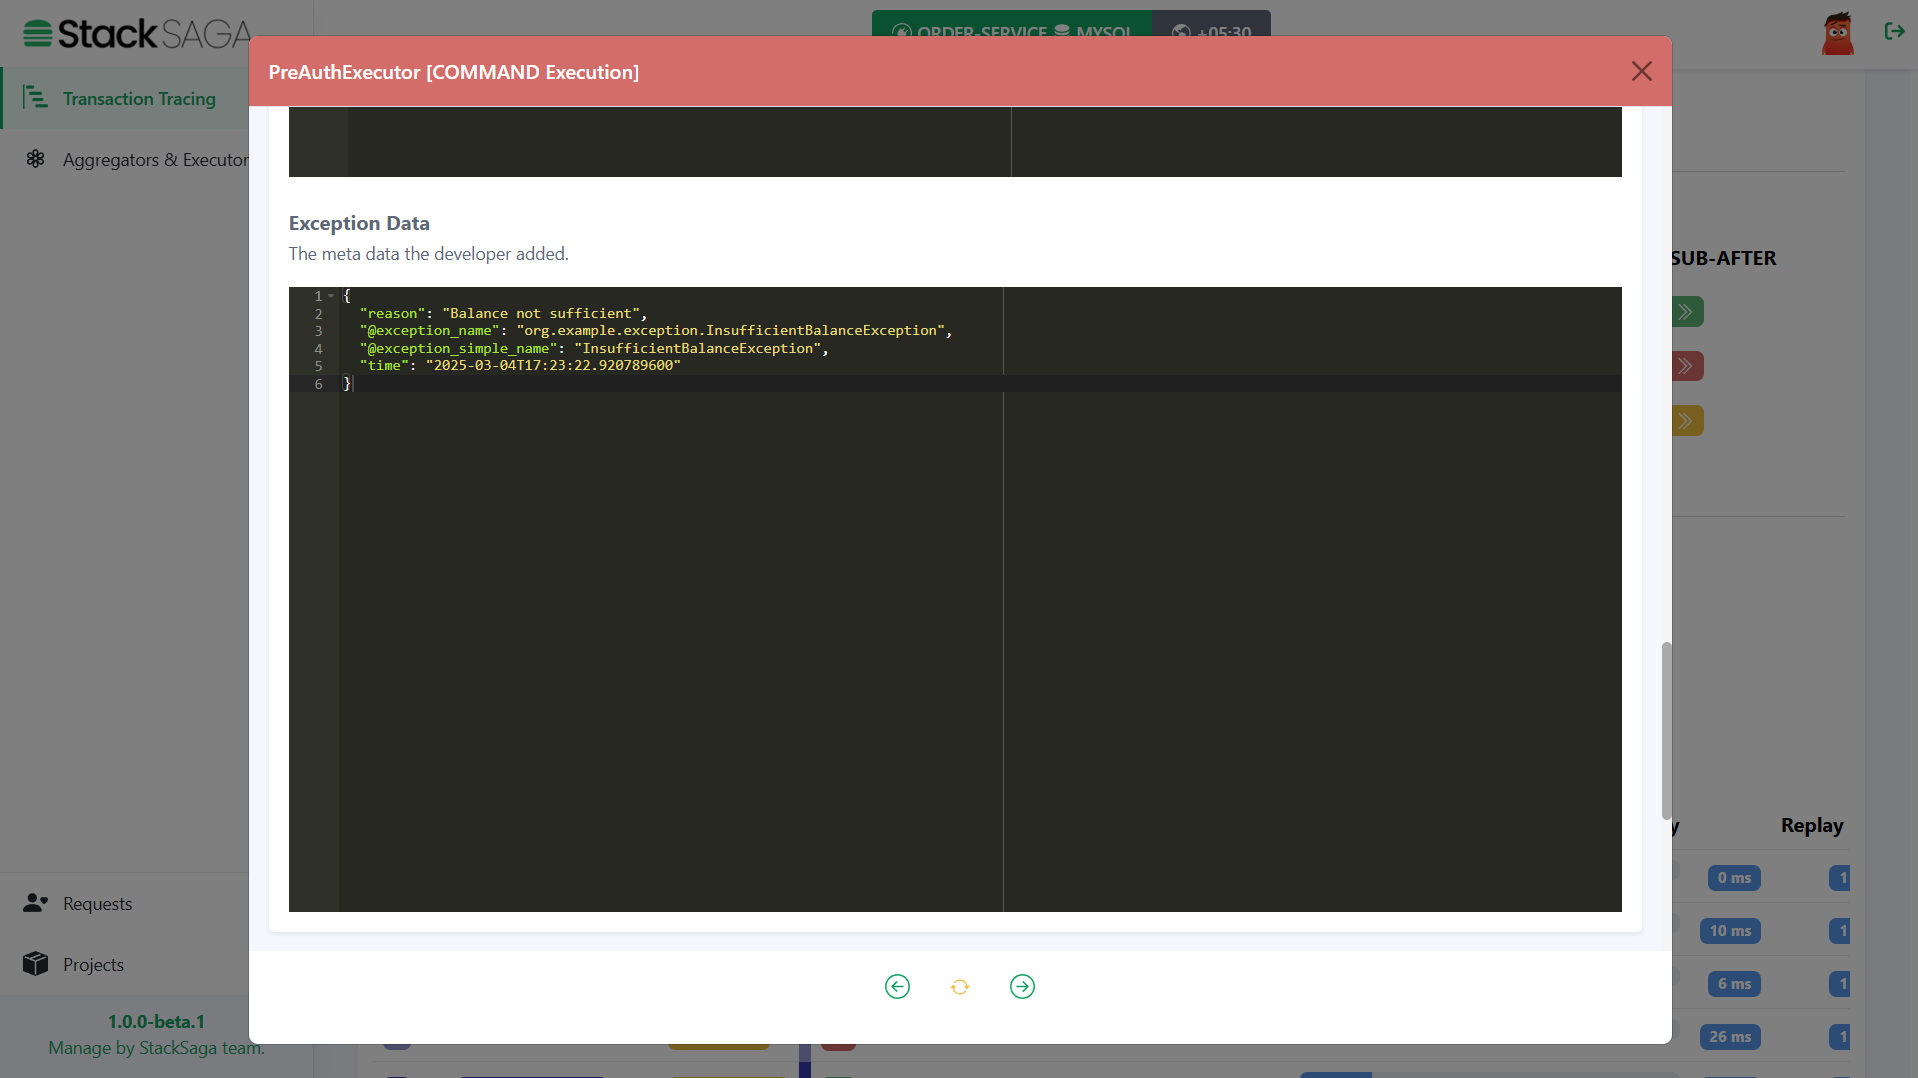 StackSAGA
ORDER-SERVICE MYSQL
+05:30
PreAuthExecutor [COMMAND Execution]
Transaction Tracing
Aggregators & Executor
Exception Data
The meta data the developer added.
SUB-AFTER
1 {
2 "reason": "Balance not sufficient",
3 "@exception_name": "org.example.exception.InsufficientBalanceException",
4 "@exception_simple_name": "InsufficientBalanceException",
5 "time": "2025-03-04T17:23:22.920789600"
6 }
y Replay
0 ms 1
10 ms 1
6 ms 1
26 ms 1
Requests
Projects
1.0.0-beta.1
Manage by StackSaga team.